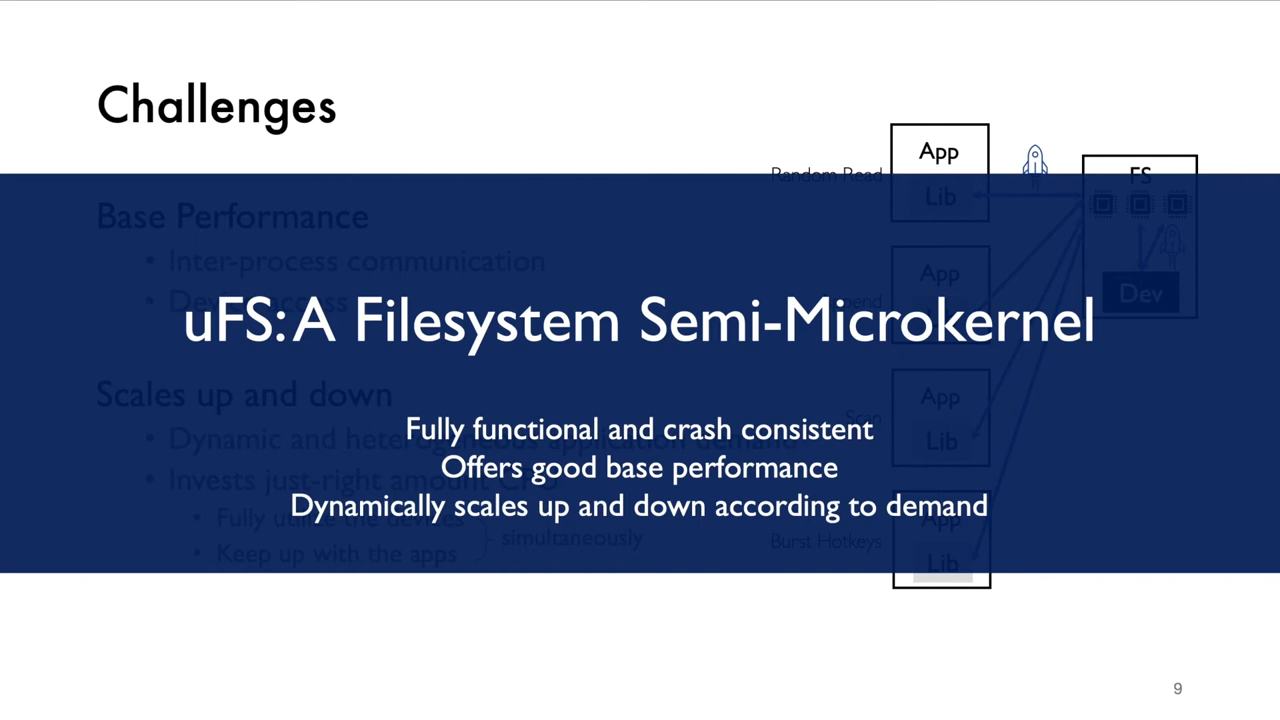 Challenges
Base Performance
• Inter-process communication
uFS: A Filesystem Semi-Microkernel
Scales up and down
Fully functional and crash consistent
Offers good base performance
Dynamically scales up and down according to demand
• Dynamic and heterogeneous application demand
• Invests just-right amount CPU
• Fully utilize the devices
• Keep up with the apps
simultaneously
Random Read
App
Lib
App
Scan
App
Lib
Burst Hotkeys
App
Lib
FS
Dev
9